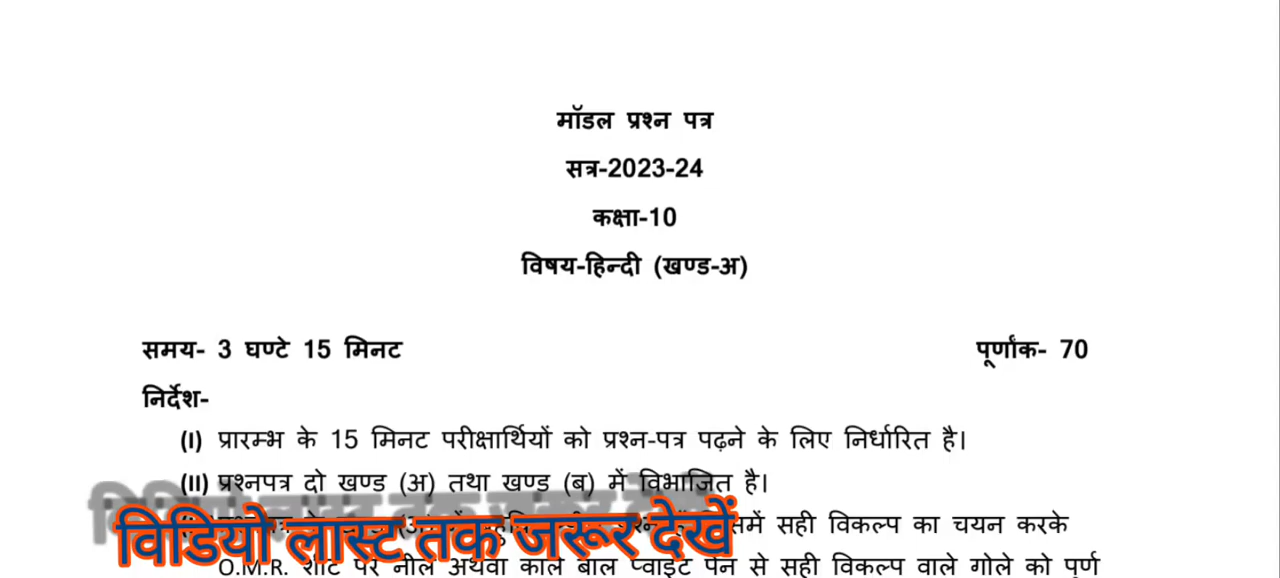 मॉडल प्रश्न पत्र
सत्र-2023-24
कक्षा-10
विषय-हिन्दी (खण्ड-अ)
समय- 3 घण्टे 15 मिनट पूर्णांक- 70
निर्देश-
(I) प्रारम्भ के 15 मिनट परीक्षार्थियों को प्रश्न-पत्र पढ़ने के लिए निर्धारित है।
(II) प्रश्नपत्र दो खण्ड (अ) तथा खण्ड (ब) में विभाजित है।
सही विकल्प का चयन करके
विडियो लास्ट तक जरूर देखें
O.M.R. शीट पर नीले अथवा काले बाल प्वाइंट पेन से सही विकल्प वाले गोले को पूर्ण